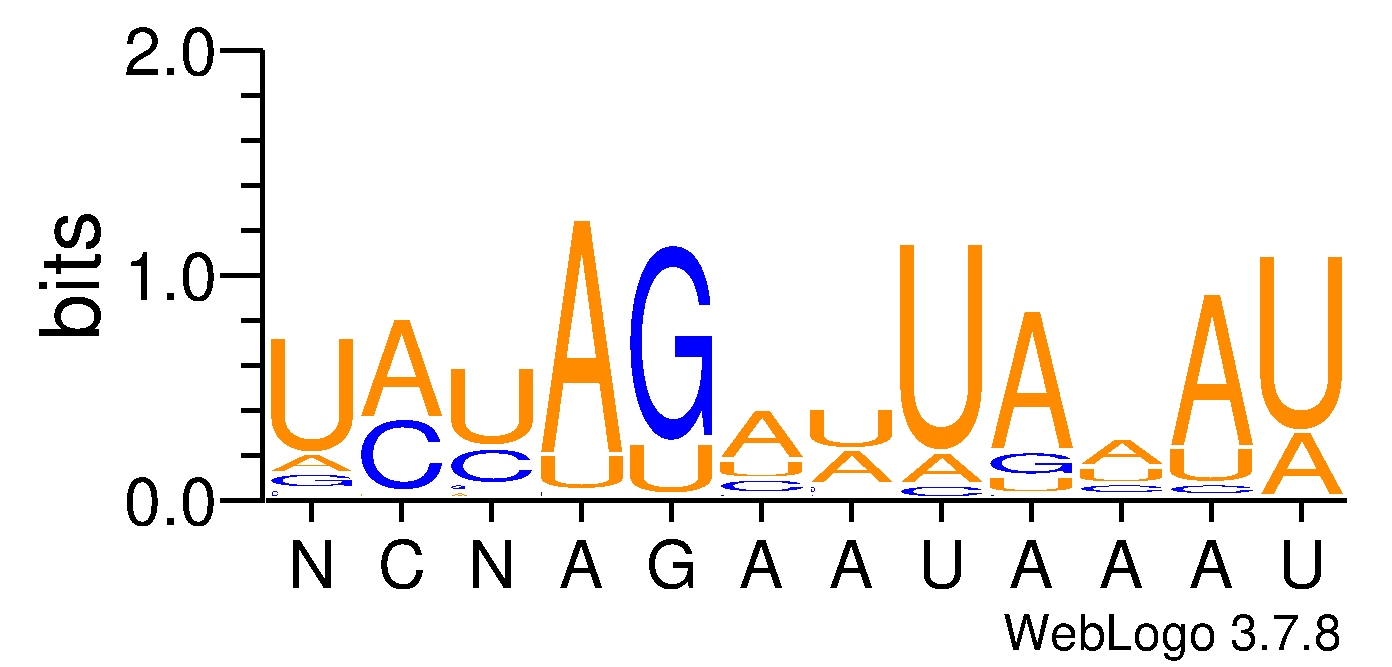 2.0
1.0
0.0
bits
U A U A G A U U A A A U
A C C U U U A A G U U A
G G A C C U C C
C
N C N A G A A U A A A U
WebLogo 3.7.8